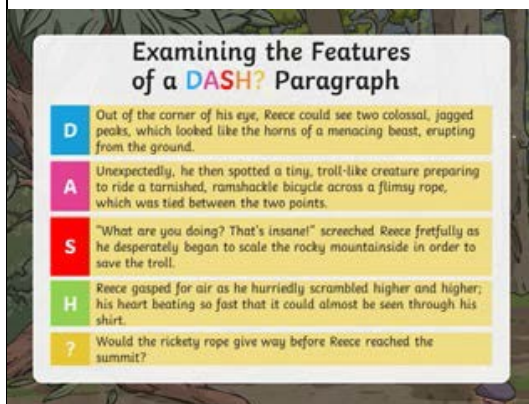 Examining the Features
of a DASH? Paragraph
D
Out of the corner of his eye, Reece could see two colossal, jagged
peaks, which looked like the horns of a menacing beast, erupting
from the ground.
A
Unexpectedly, he then spotted a tiny, troll-like creature preparing
to ride a tarnished, ramshackle bicycle across a flimsy rope,
which was tied between the two points.
S
"What are you doing? That's insane!" screeched Reece fretfully as
he desperately began to scale the rocky mountainside in order to
save the troll.
H
Reece gasped for air as he hurriedly scrambled higher and higher;
his heart beating so fast that it could almost be seen through his
shirt.
?
Would the rickety rope give way before Reece reached the
summit?